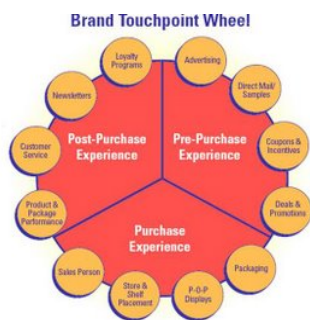 Brand Touchpoint Wheel
Loyalty
Programs
Advertising
Newsletters
Direct Mail/
Samples
Post-Purchase
Experience
Pre-Purchase
Experience
Customer
Service
Coupons
& Incentives
Product &
Package
Performance
Deals &
Promotions
Purchase
Experience
Sales Person
Packaging
Store &
Shelf
Placement
P-O-P
Displays